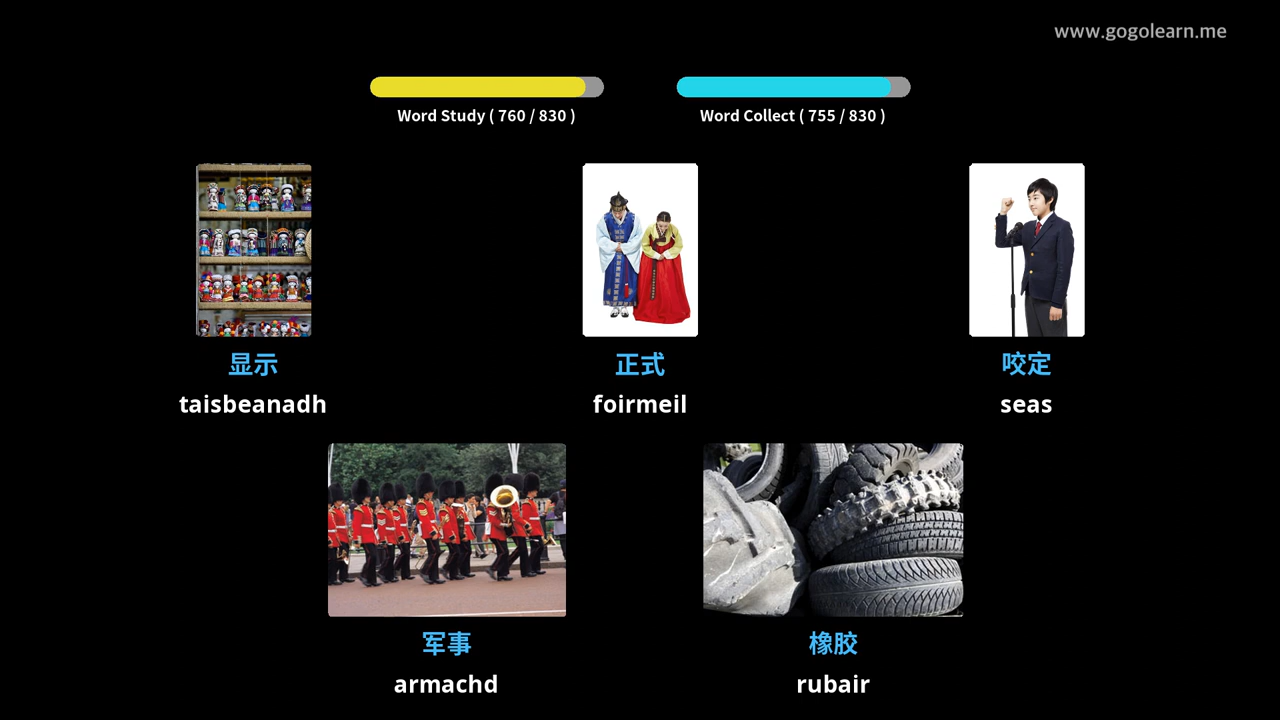 www.gogolearn.me
Word Study ( 760 / 830 )
Word Collect ( 755 / 830 )
显示
taisbeanadh
正式
foirmeil
咬定
seas
军事
armachd
橡胶
rubair